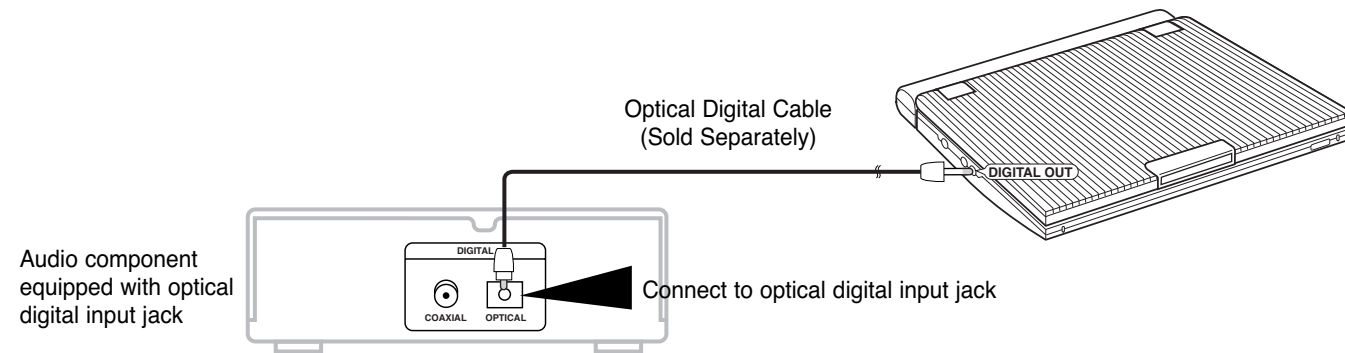 Optical Digital Cable
(Sold Separately)
DIGITAL OUT
DIGITAL
Audio component
equipped with optical
digital input jack
Connect to optical digital input jack
COAXIAL
OPTICAL